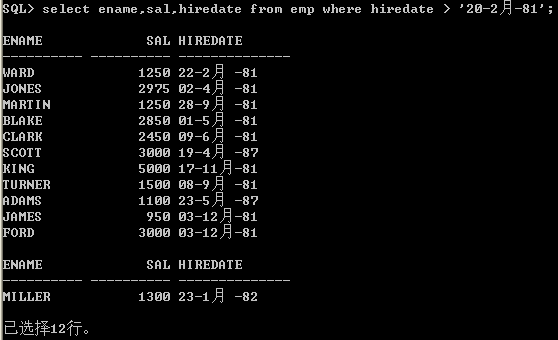 SQL> select ename,sal,hiredate from emp where hiredate > '20-2月-81';
ENAME             SAL HIREDATE
---------- ---------- --------------
WARD             1250 22-2月 -81
JONES            2975 02-4月 -81
MARTIN           1250 28-9月 -81
BLAKE            2850 01-5月 -81
CLARK            2450 09-6月 -81
SCOTT            3000 19-4月 -87
KING             5000 17-11月-81
TURNER           1500 08-9月 -81
ADAMS            1100 23-5月 -87
JAMES             950 03-12月-81
FORD             3000 03-12月-81
ENAME             SAL HIREDATE
---------- ---------- --------------
MILLER           1300 23-1月 -82
已选择12行。